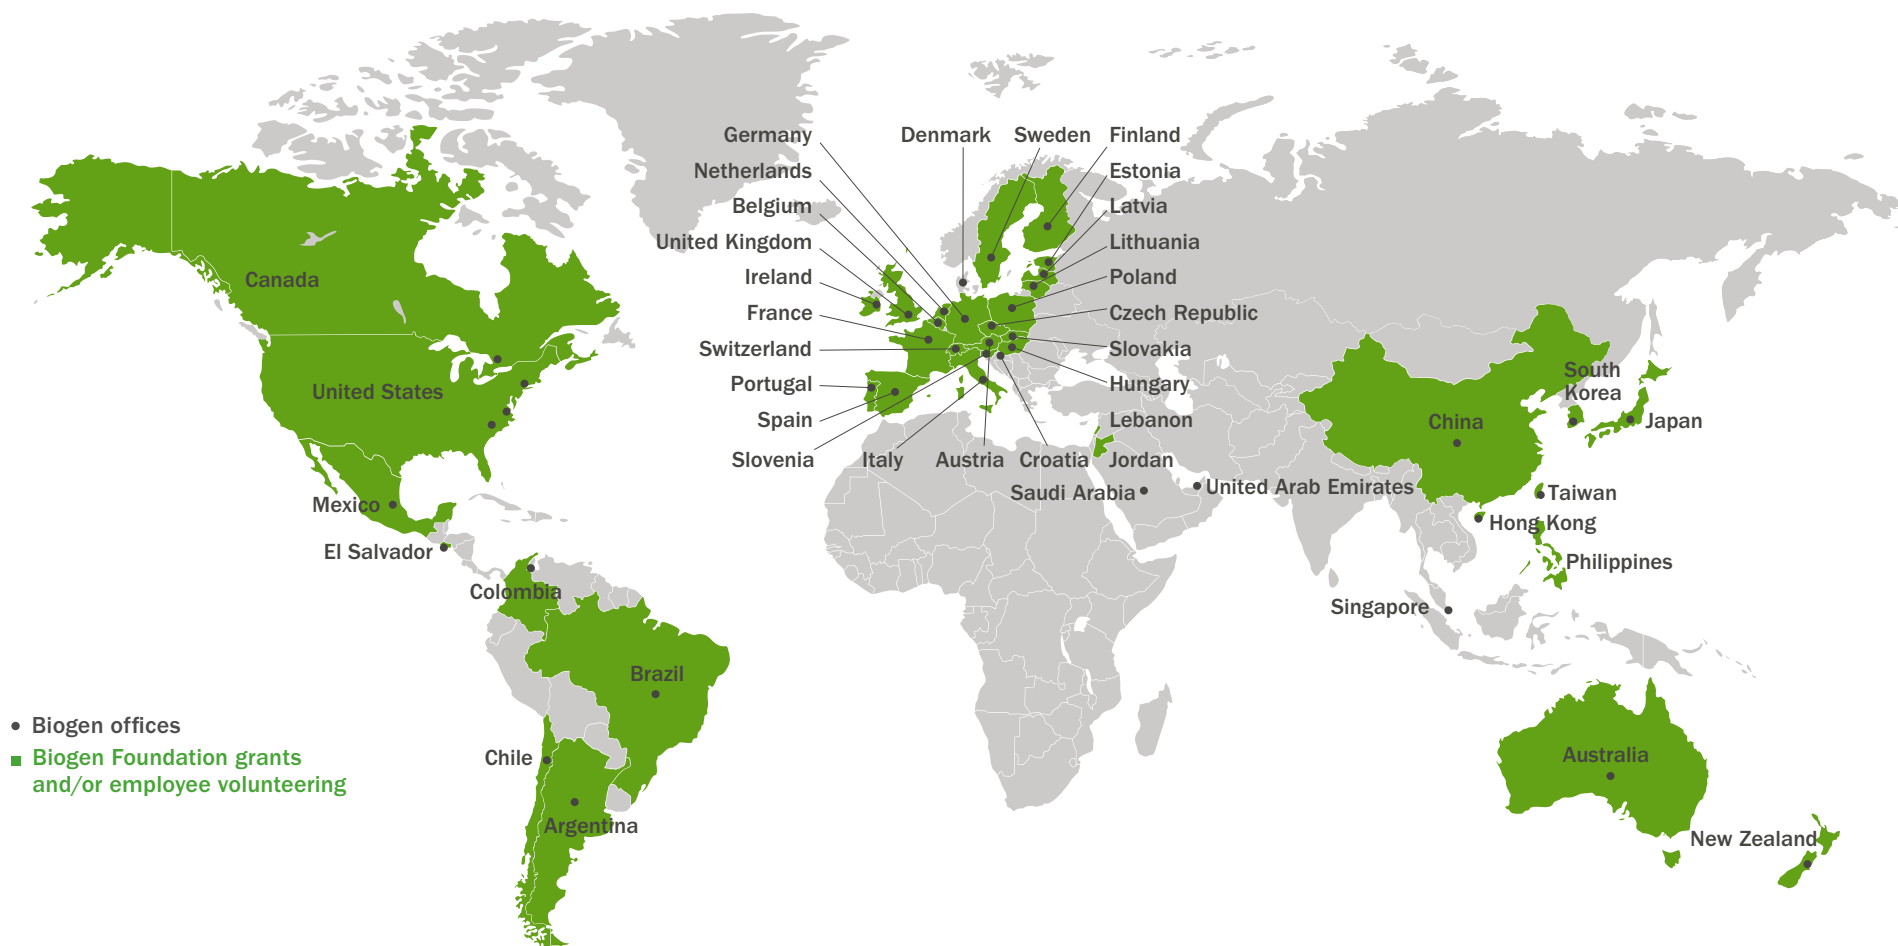 Germany
Denmark
Sweden
Finland
Netherlands
Estonia
Belgium
Latvia
United Kingdom
Lithuania
Canada
Ireland
Poland
France
Czech Republic
Switzerland
Slovakia
United States
Portugal
Hungary
South
Korea
Spain
Lebanon
China
Japan
Slovenia
Italy
Austria
Croatia
Jordan
Mexico
Saudi Arabia
United Arab Emirates
Taiwan
Hong Kong
El Salvador
Philippines
Colombia
Singapore
Brazil
Biogen offices
Biogen Foundation grants
and/or employee volunteering
Chile
Australia
Argentina
New Zealand